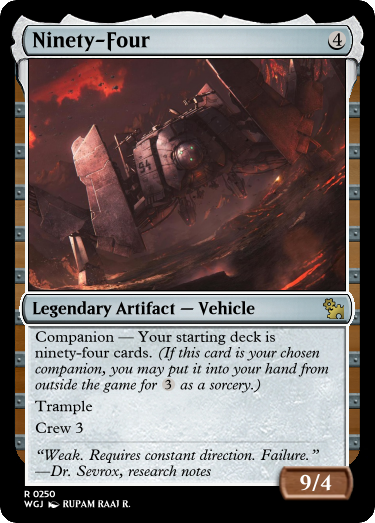 Ninety-Four 4
94
Legendary Artifact — Vehicle
Companion — Your starting deck is
ninety-four cards. (If this card is your chosen
companion, you may put it into your hand from
outside the game for 3 as a sorcery.)
Trample
Crew 3
“Weak. Requires constant direction. Failure.”
—Dr. Sevrox, research notes
9/4
R 0250
WGJ RUPAM RAAJ R.